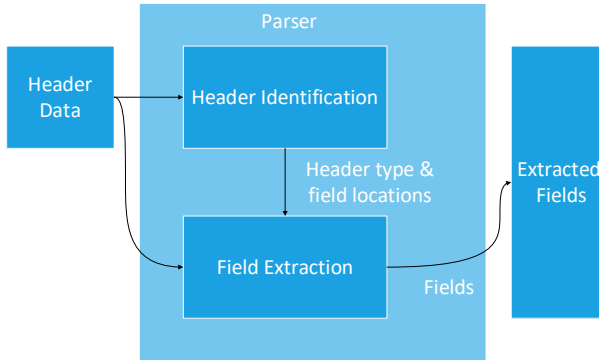 Parser
Header
Data
Header Identification
Header type &
field locations
Extracted
Fields
Field Extraction
Fields